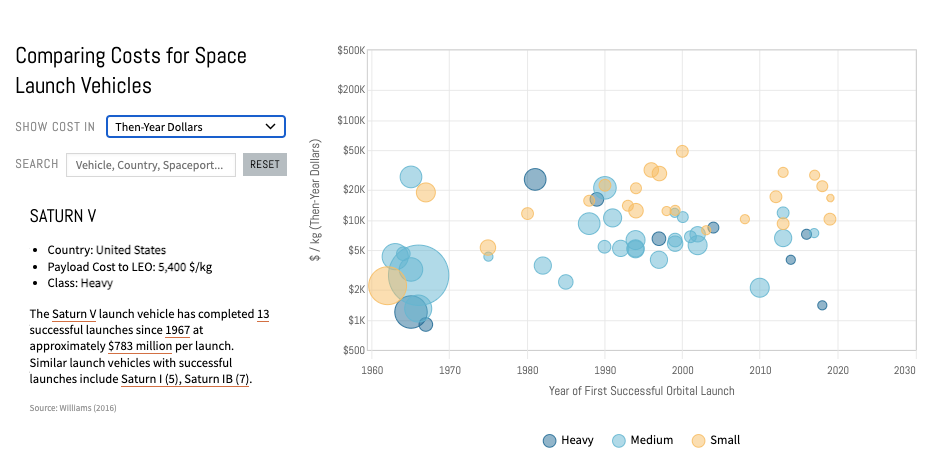 Comparing Costs for Space
Launch Vehicles
SHOW COST IN
Then-Year Dollars
SEARCH
Vehicle, Country, Spaceport...
RESET
SATURN V
• Country: United States
• Payload Cost to LEO: 5,400 $/kg
• Class: Heavy
The Saturn V launch vehicle has completed 13
successful launches since 1967 at
approximately $783 million per launch.
Similar launch vehicles with successful
launches include Saturn I (5), Saturn IB (7).
Source: Williams (2016)
$ / kg (Then-Year Dollars)
$500K
$200K
$100K
$50K
$20K
$10K
$5K
$2K
$1K
$500
1960
1970
1980
1990
2000
2010
2020
2030
Year of First Successful Orbital Launch
Heavy
Medium
Small